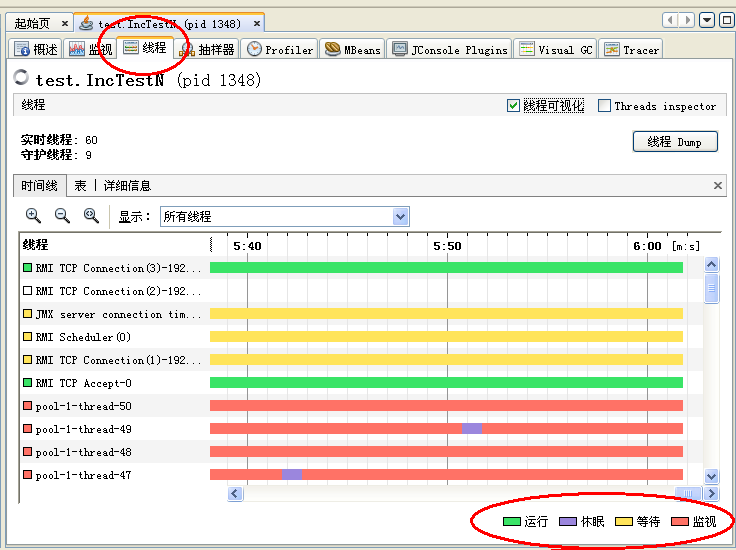 起始页 test.IncTestN (pid 1348)
概述 监视 线程 抽样器 Profiler MBeans JConsole Plugins Visual GC Tracer
test.IncTestN (pid 1348)
线程 线程可视化 Threads inspector
实时线程: 60
守护线程: 9
线程 Dump
时间线 表 详细信息
显示: 所有线程
线程 5:40 5:50 6:00 [m:s]
RMI TCP Connection(3)-192...
RMI TCP Connection(2)-192...
JMX server connection tim...
RMI Scheduler(0)
RMI TCP Connection(1)-192...
RMI TCP Accept-0
pool-1-thread-50
pool-1-thread-49
pool-1-thread-48
pool-1-thread-47
运行 休眠 等待 监视